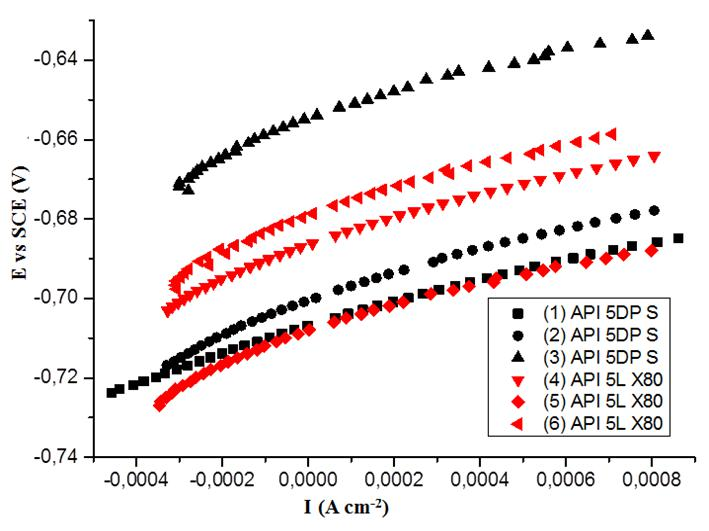 -0,64
-0,66
-0,68
-0,70
-0,72
-0,74
E vs SCE (V)
(1) API 5DP S
(2) API 5DP S
(3) API 5DP S
(4) API 5L X80
(5) API 5L X80
(6) API 5L X80
-0,0004 -0,0002 0,0000 0,0002 0,0004 0,0006 0,0008
I (A cm-2)